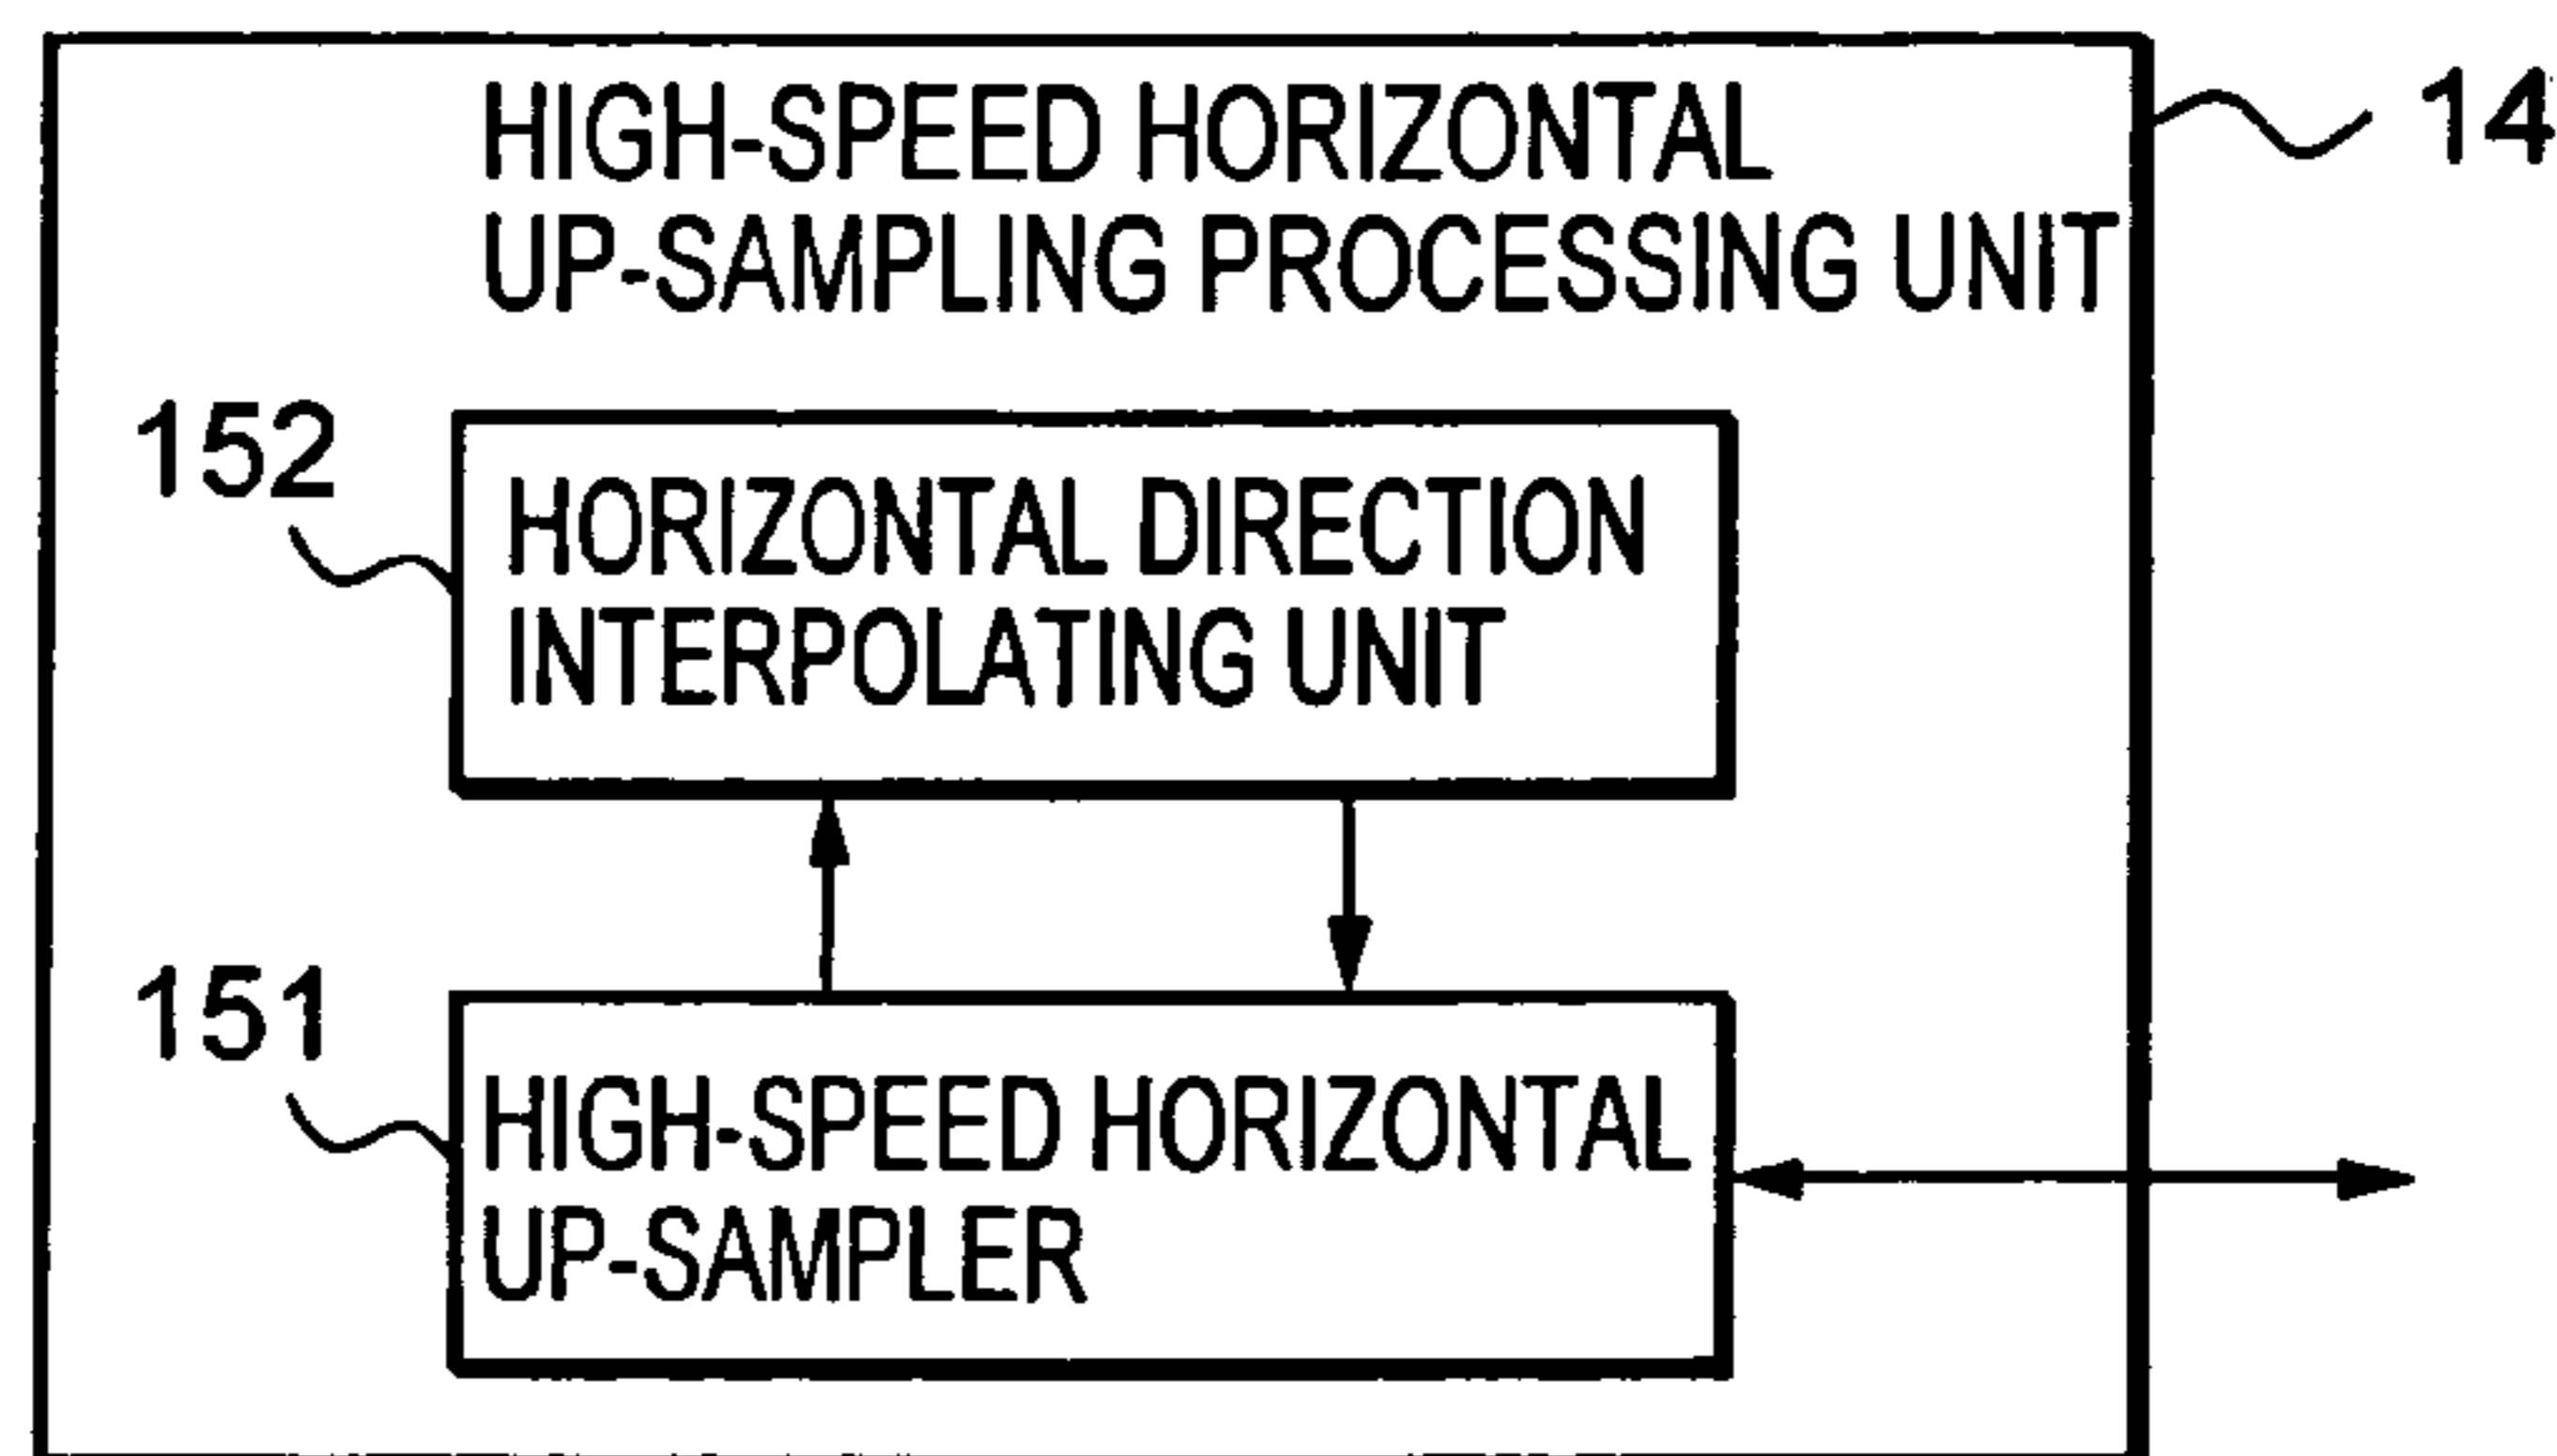 HIGH-SPEED HORIZONTAL
UP-SAMPLING PROCESSING UNIT
14
152
HORIZONTAL DIRECTION
INTERPOLATING UNIT
151
HIGH-SPEED HORIZONTAL
UP-SAMPLER